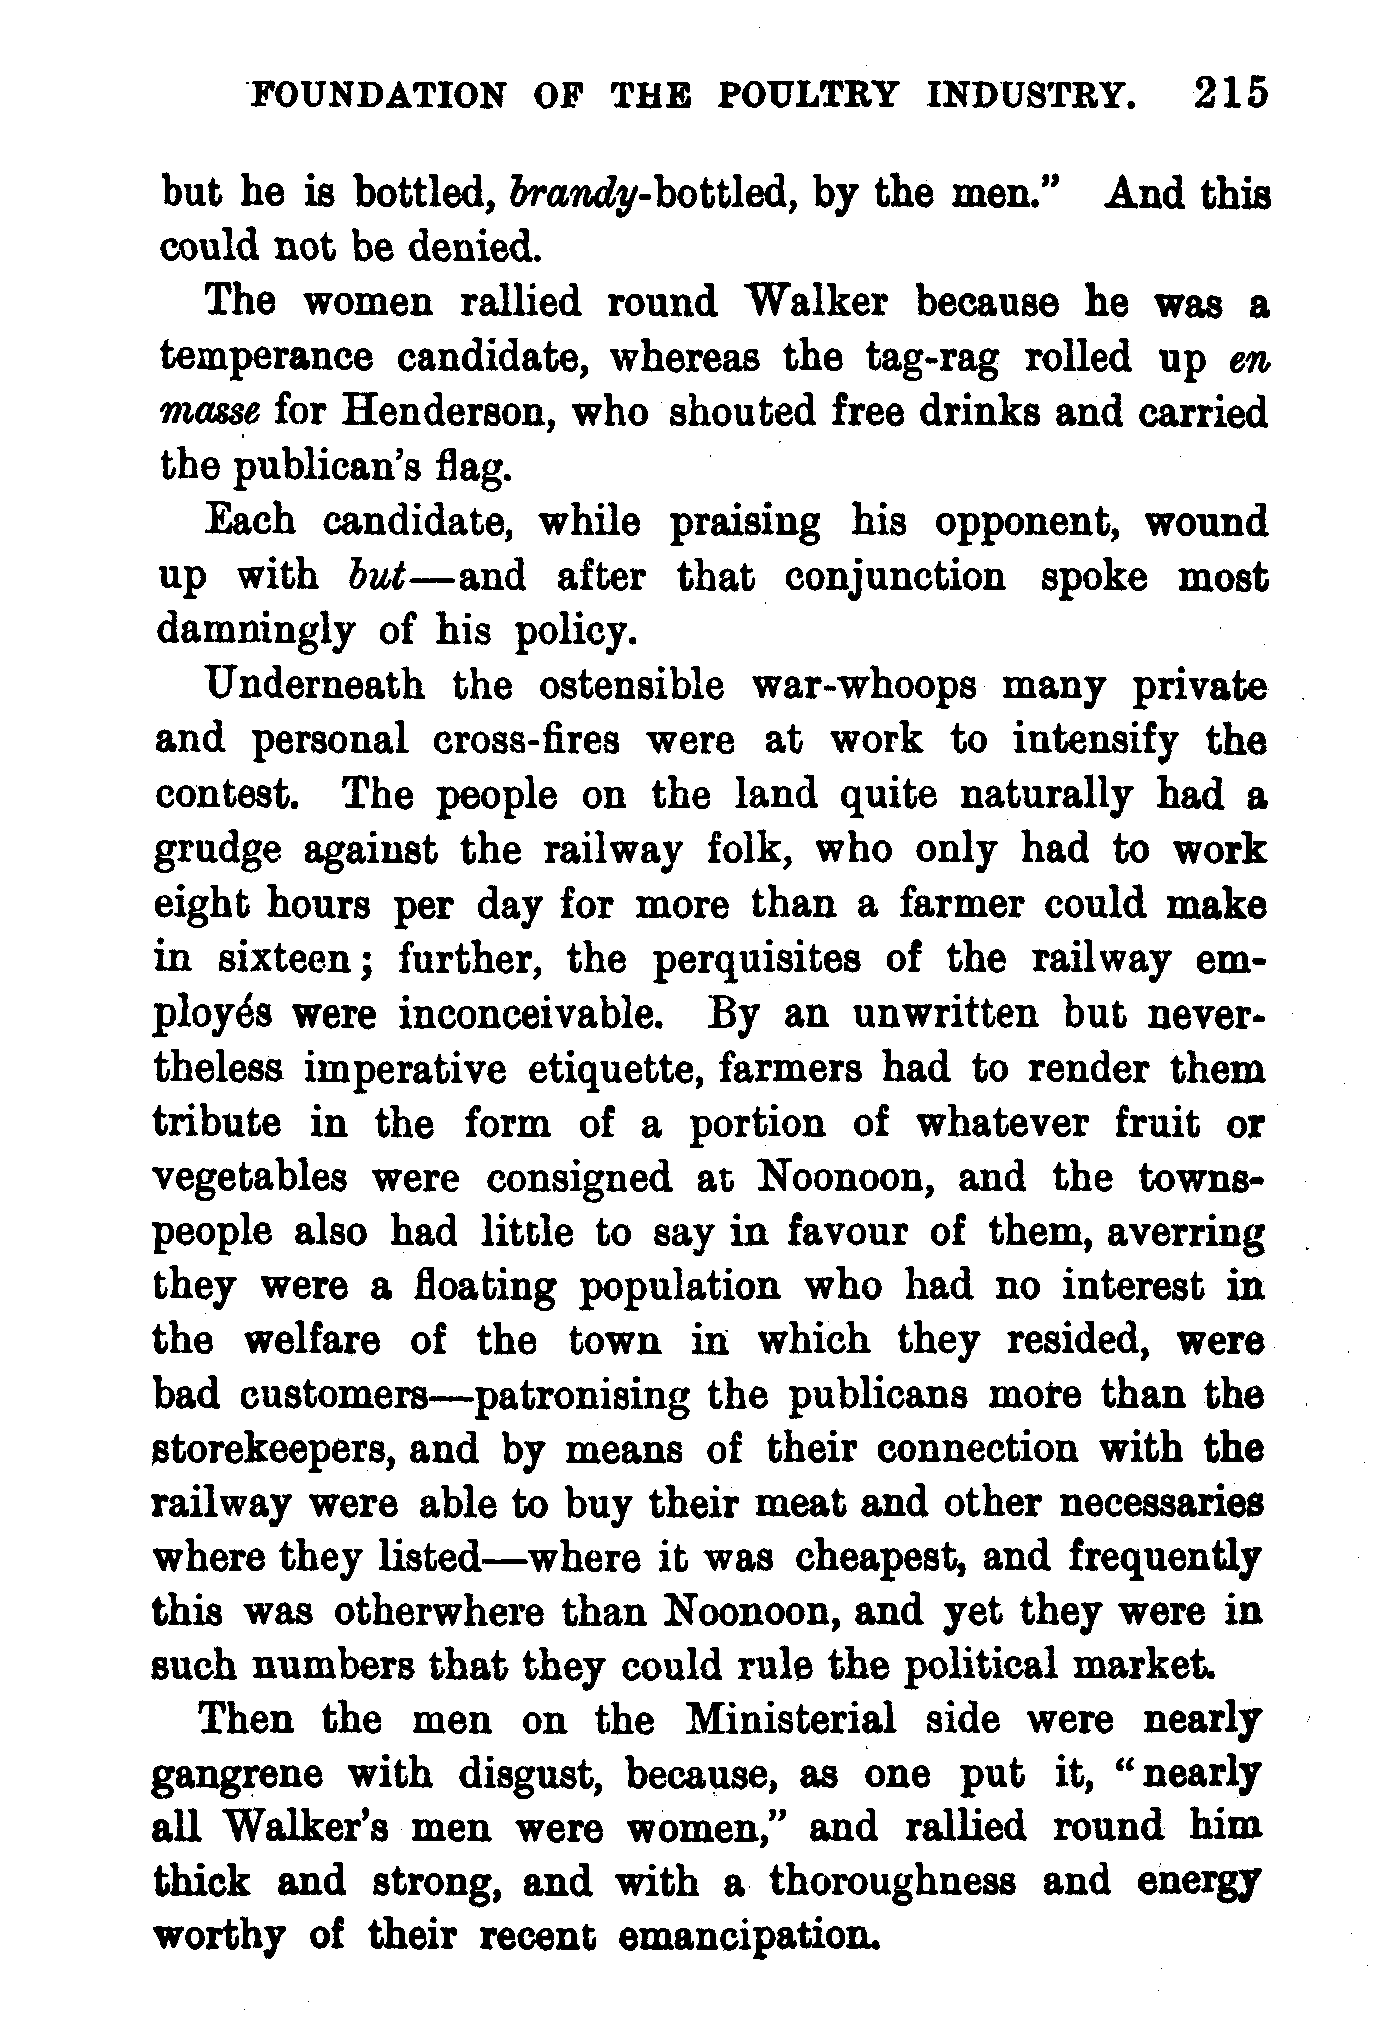 FOUNDATION OF THE POULTRY INDUSTRY. 215
but he is bottled, brandy-bottled, by the men." And this
could not be denied.
The women rallied round Walker because he was a
temperance candidate, whereas the tag-rag rolled up en
masse for Henderson, who shouted free drinks and carried
the publican's flag.
Each candidate, while praising his opponent, wound
up with but—and after that conjunction spoke most
damningly of his policy.
Underneath the ostensible war-whoops many private
and personal cross-fires were at work to intensify the
contest. The people on the land quite naturally had a
grudge against the railway folk, who only had to work
eight hours per day for more than a farmer could make
in sixteen; further, the perquisites of the railway em-
ployés were inconceivable. By an unwritten but never-
theless imperative etiquette, farmers had to render them
tribute in the form of a portion of whatever fruit or
vegetables were consigned at Noonoon, and the towns-
people also had little to say in favour of them, averring
they were a floating population who had no interest in
the welfare of the town in which they resided, were
bad customers—patronising the publicans more than the
storekeepers, and by means of their connection with the
railway were able to buy their meat and other necessaries
where they listed—where it was cheapest, and frequently
this was otherwhere than Noonoon, and yet they were in
such numbers that they could rule the political market.
Then the men on the Ministerial side were nearly
gangrene with disgust, because, as one put it, "nearly
all Walker's men were women," and rallied round him
thick and strong, and with a thoroughness and energy
worthy of their recent emancipation.